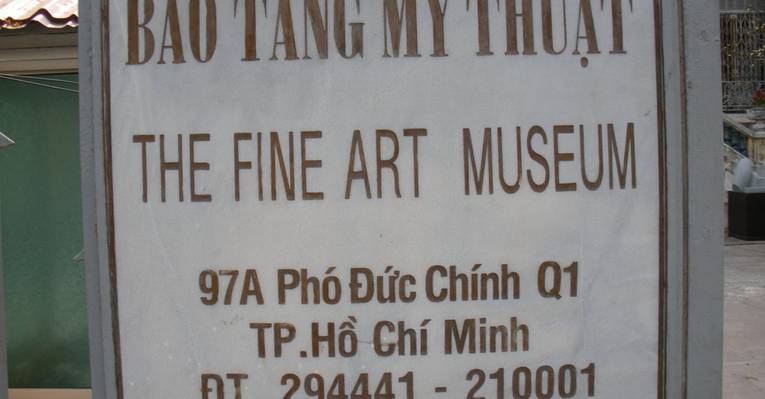 BẢO TÀNG MỸ THUẬT
THE FINE ART MUSEUM
97A Phó Đức Chính Q1
TP.Hồ Chí Minh
ĐT 294441 - 210001